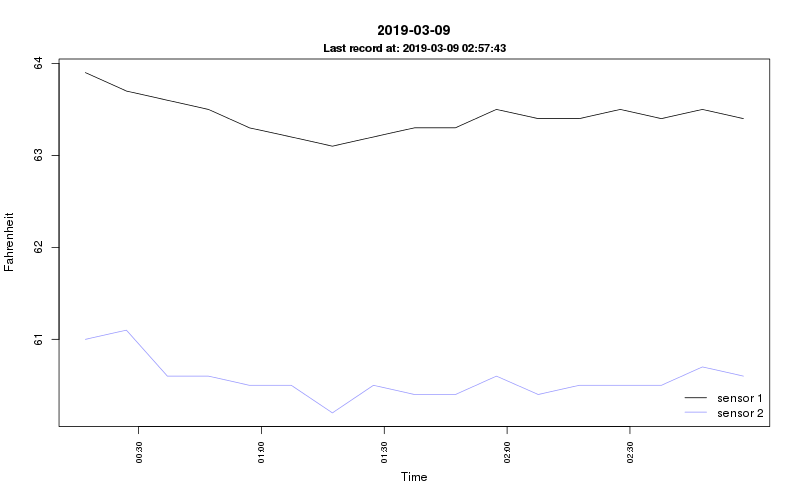 2019-03-09
Last record at: 2019-03-09 02:57:43
Fahrenheit
64
63
62
61
sensor 1
sensor 2
00:30
01:00
01:30
02:00
02:30
Time